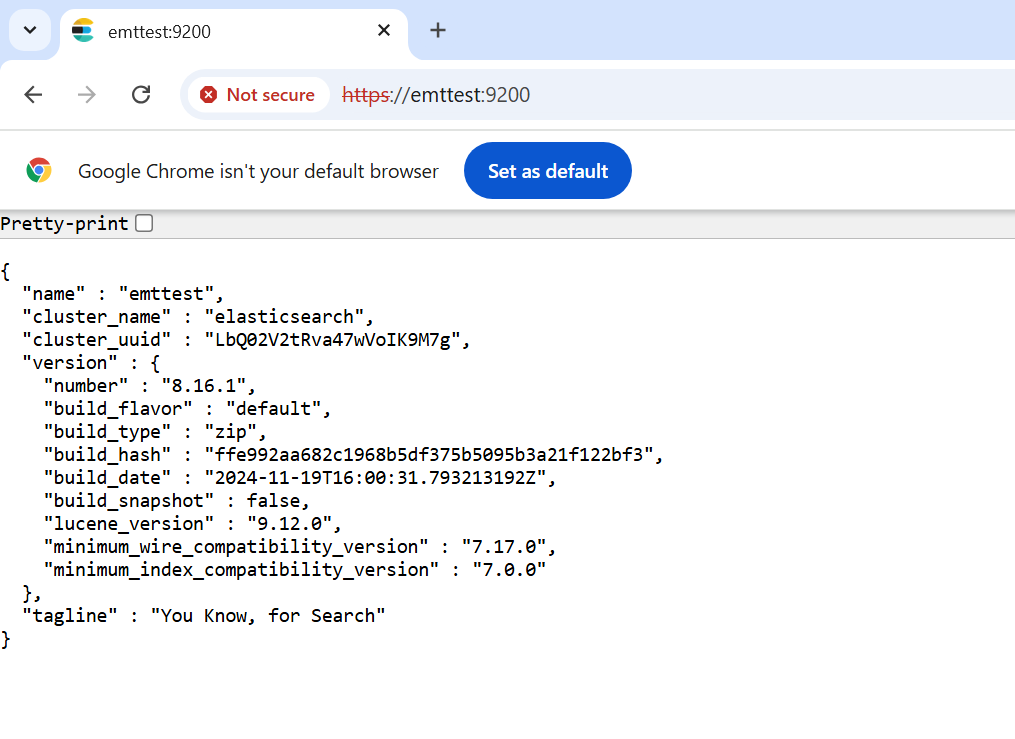 emttest:9200
Not secure
https://emttest:9200
Google Chrome isn't your default browser
Set as default
Pretty-print
{
  "name" : "emttest",
  "cluster_name" : "elasticsearch",
  "cluster_uuid" : "LbQ02V2tRva47wVoIK9M7g",
  "version" : {
    "number" : "8.16.1",
    "build_flavor" : "default",
    "build_type" : "zip",
    "build_hash" : "ffe992aa682c1968b5df375b5095b3a21f122bf3",
    "build_date" : "2024-11-19T16:00:31.793213192Z",
    "build_snapshot" : false,
    "lucene_version" : "9.12.0",
    "minimum_wire_compatibility_version" : "7.17.0",
    "minimum_index_compatibility_version" : "7.0.0"
  },
  "tagline" : "You Know, for Search"
}